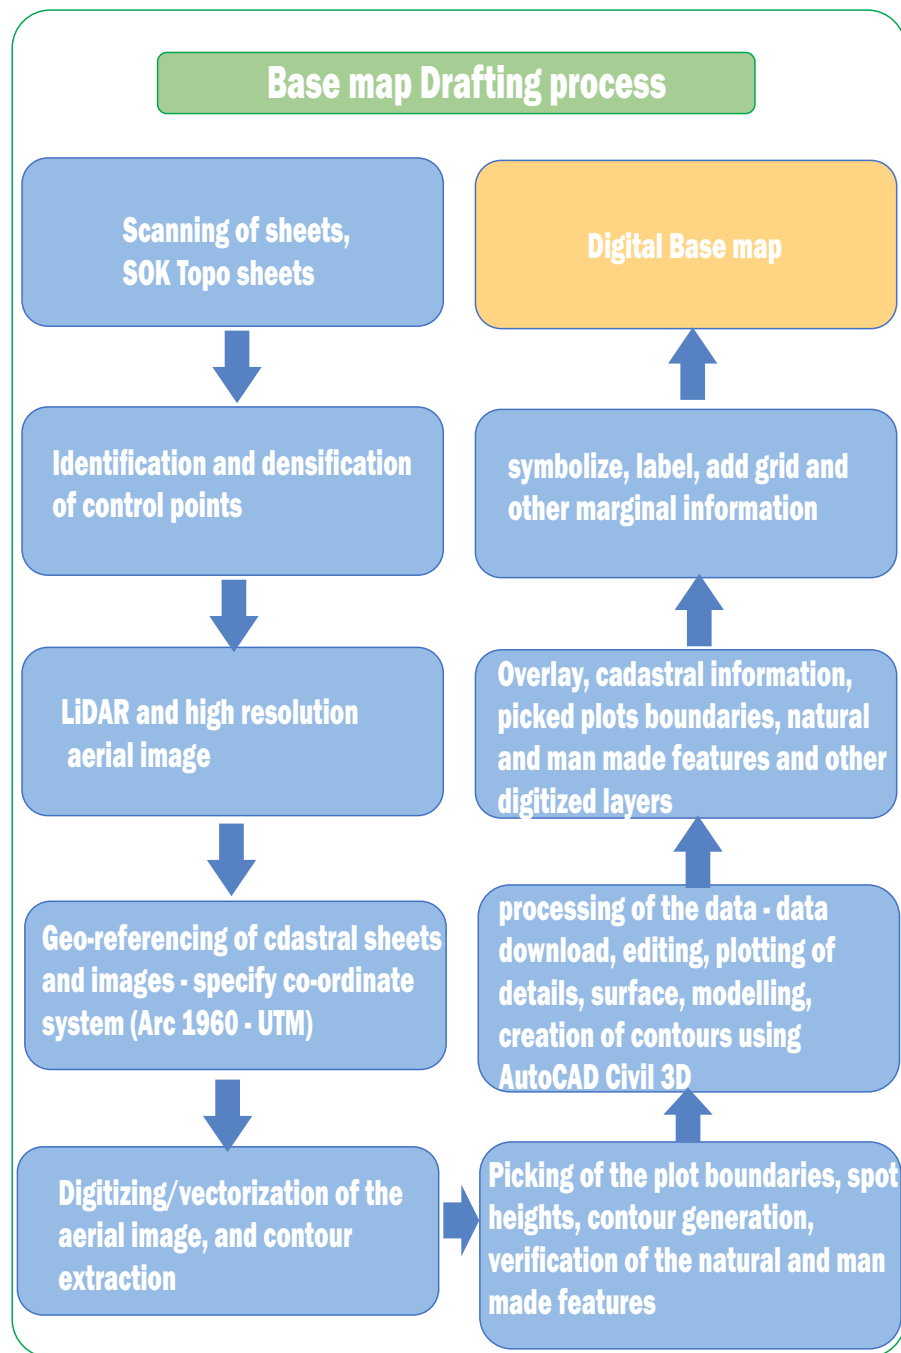 Base map Drafting process
Scanning of sheets,
SOK Topo sheets
Identification and densification
of control points
LiDAR and high resolution
aerial image
Geo-referencing of cdastral sheets
and images - specify co-ordinate
system (Arc 1960 - UTM)
Digitizing/vectorization of the
aerial image, and contour
extraction
Picking of the plot boundaries, spot
heights, contour generation,
verification of the natural and man
made features
processing of the data - data
download, editing, plotting of
details, surface, modelling,
creation of contours using
AutoCAD Civil 3D
Overlay, cadastral information,
picked plots boundaries, natural
and man made features and other
digitized layers
symbolize, label, add grid and
other marginal information
Digital Base map